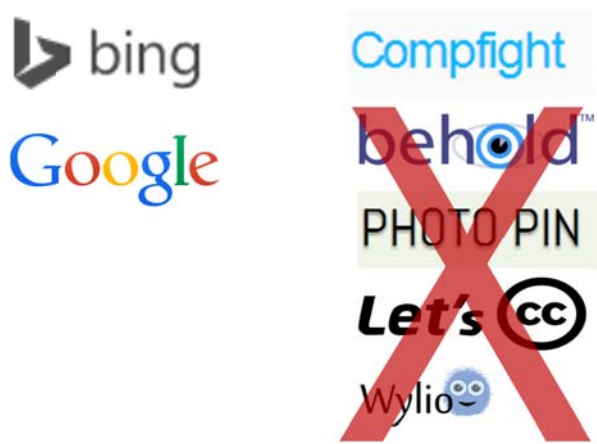 bing
Google
Compfight
behold™
PHOTO PIN
Let's CC
Wylio